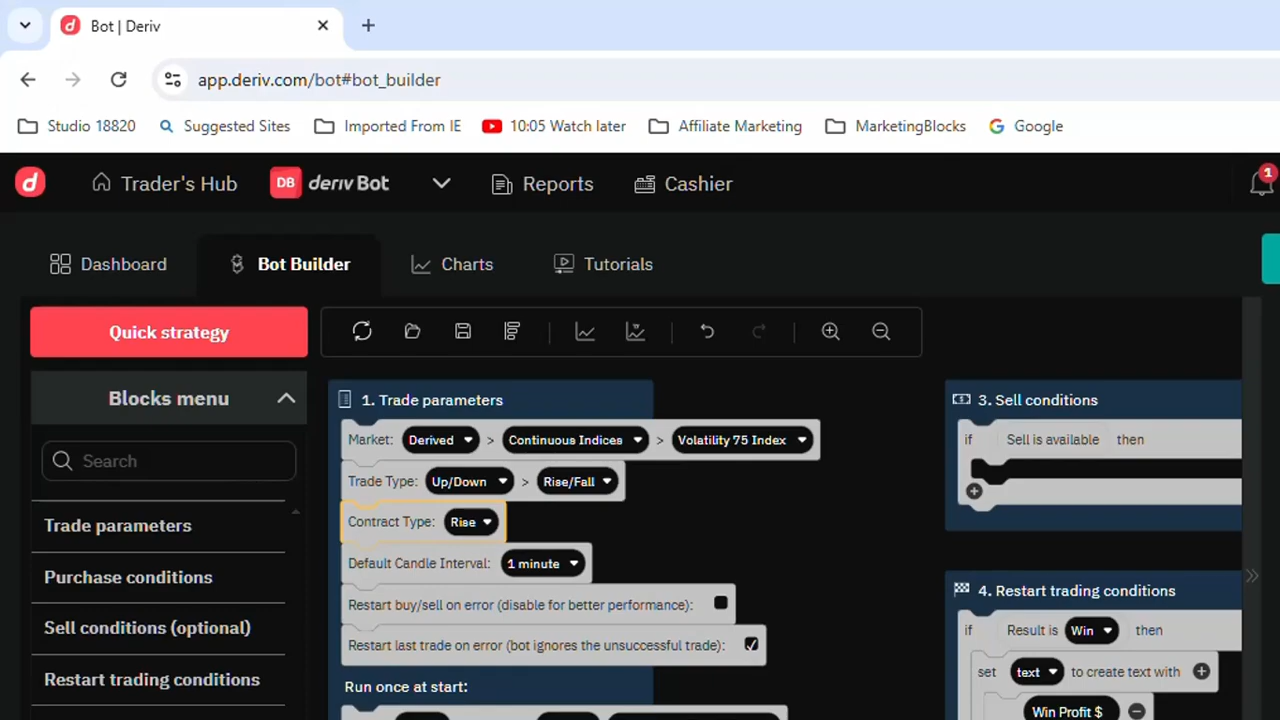 Bot | Deriv
app.deriv.com/bot#bot_builder
Studio 18820 Suggested Sites Imported From IE 10:05 Watch later Affiliate Marketing MarketingBlocks Google
d Trader's Hub DB deriv Bot Reports Cashier 1
Dashboard Bot Builder Charts Tutorials
Quick strategy
Blocks menu
Search
Trade parameters
Purchase conditions
Sell conditions (optional)
Restart trading conditions
1. Trade parameters
Market: Derived > Continuous Indices > Volatility 75 Index
Trade Type: Up/Down > Rise/Fall
Contract Type: Rise
Default Candle Interval: 1 minute
Restart buy/sell on error (disable for better performance):
Restart last trade on error (bot ignores the unsuccessful trade):
Run once at start:
3. Sell conditions
if Sell is available then
4. Restart trading conditions
if Result is Win then
set text to create text with
Win Profit $